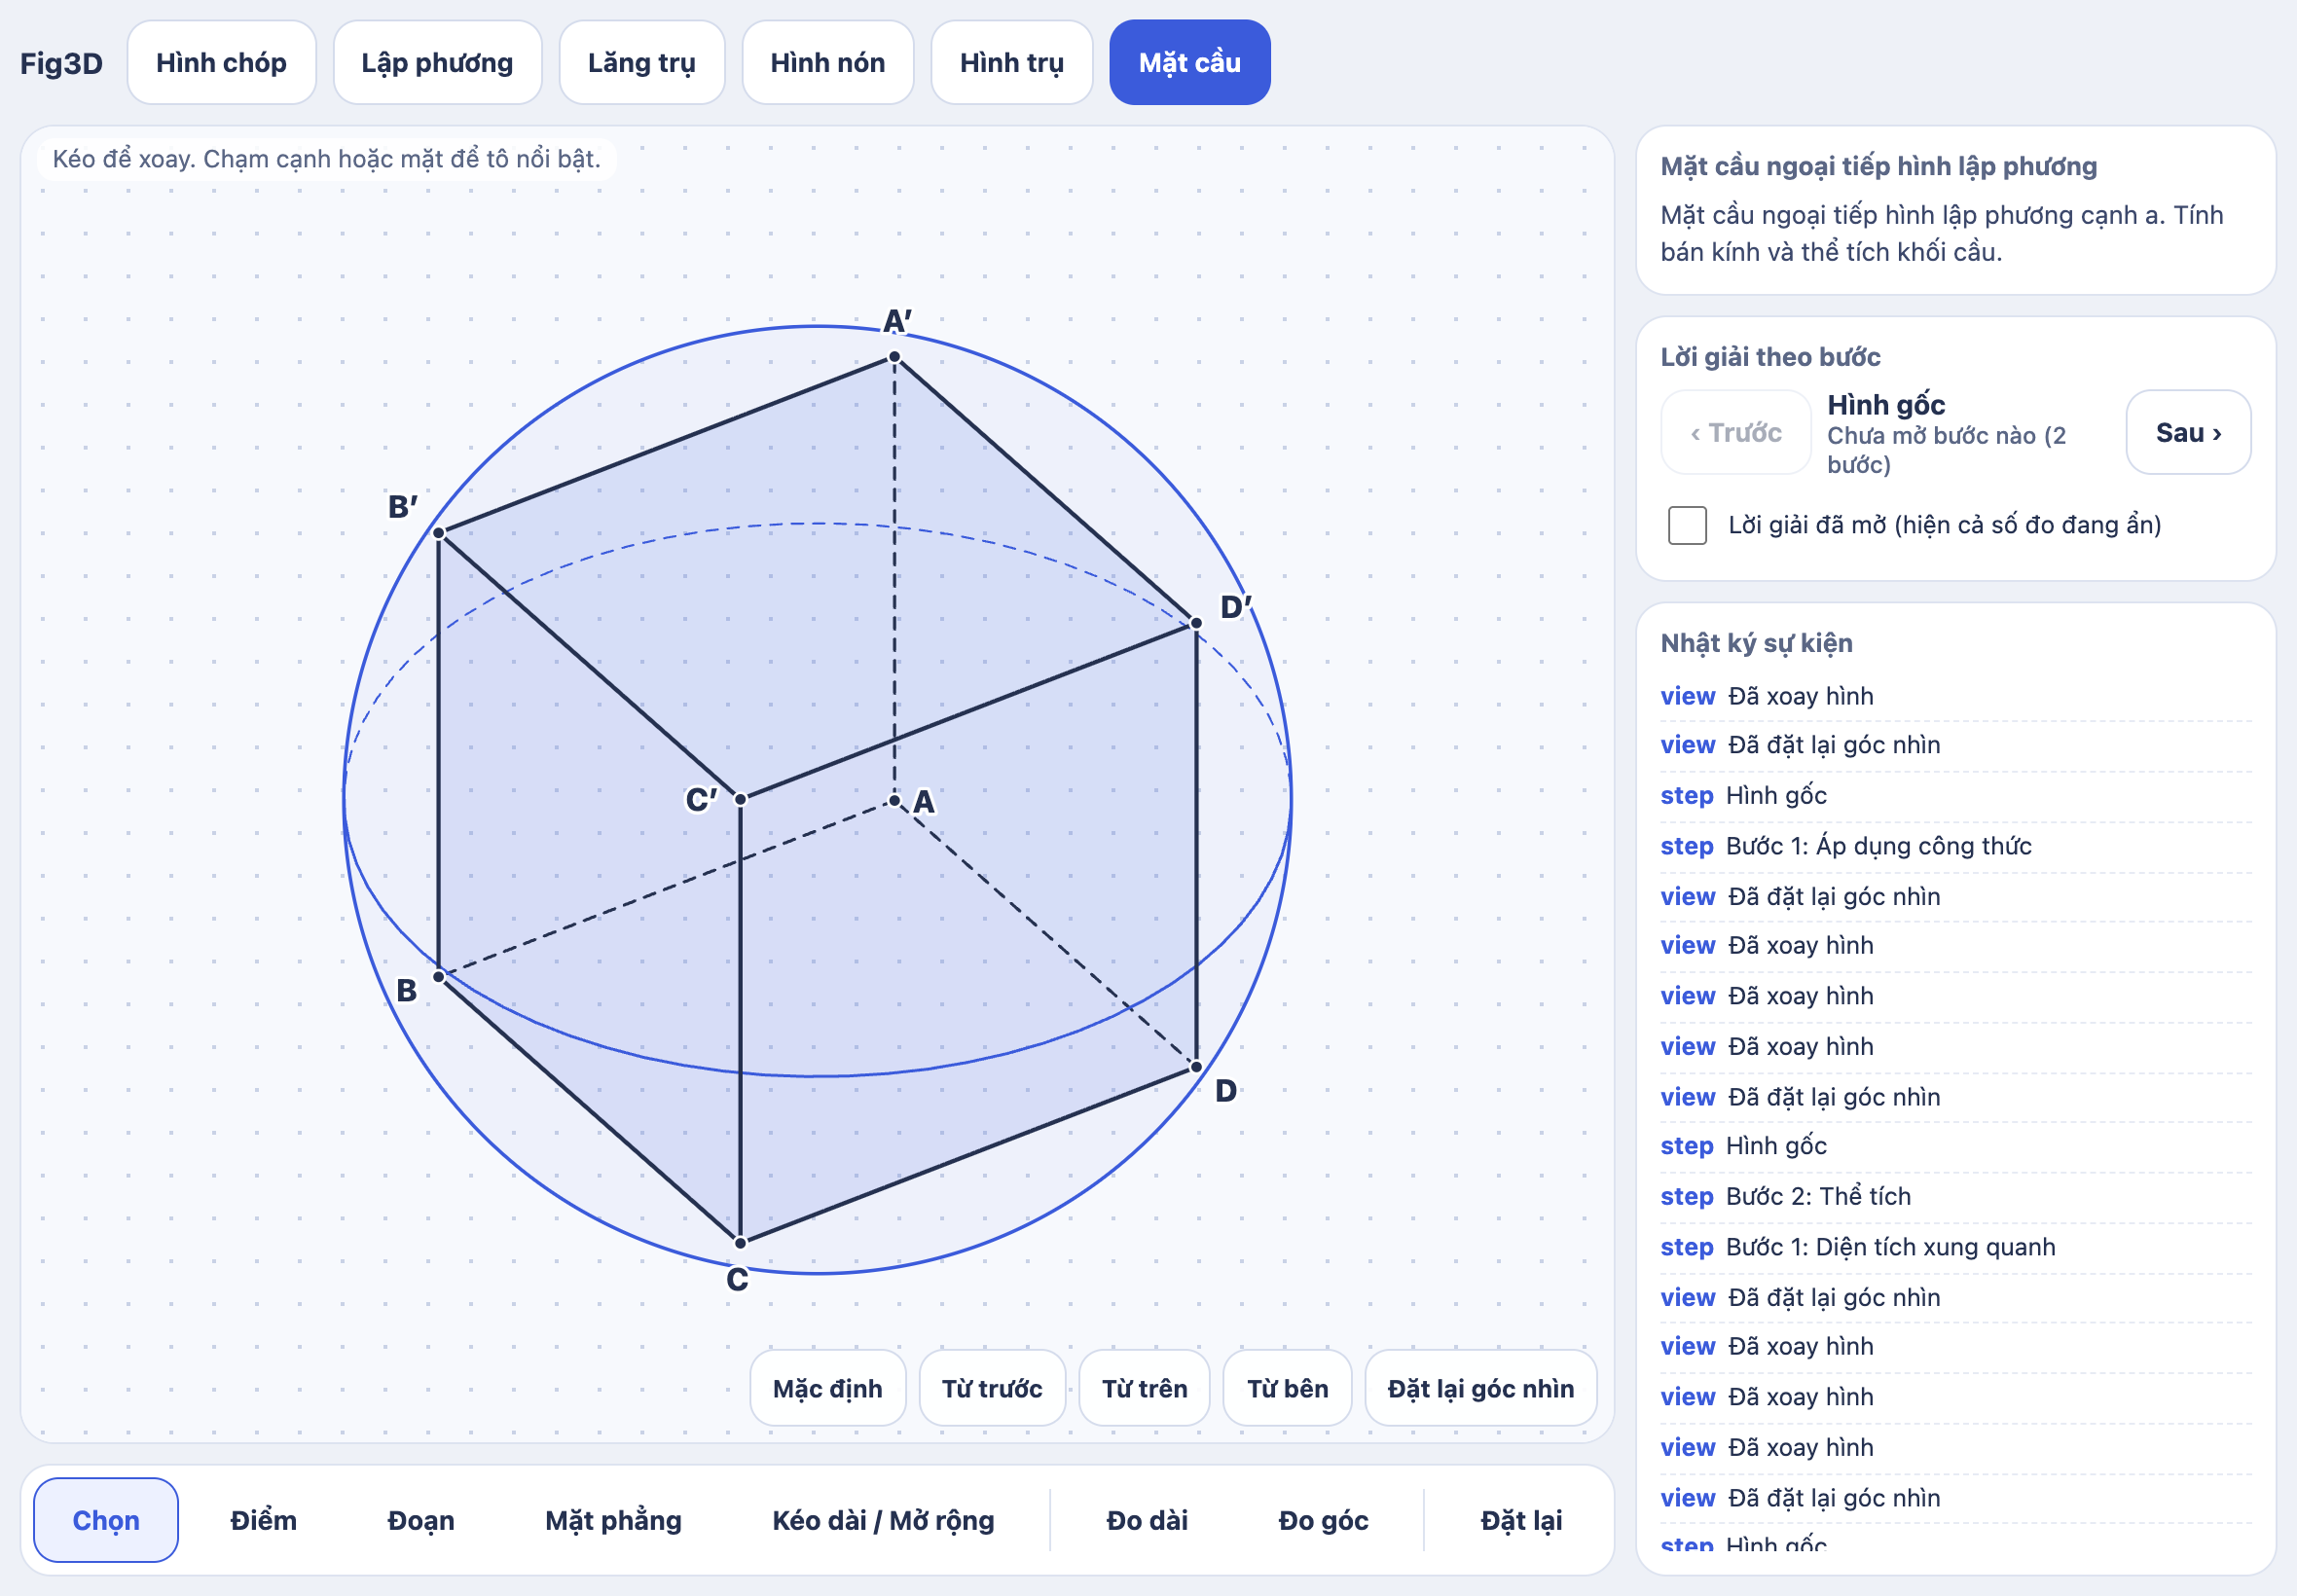 Fig3D
Hình chóp
Lập phương
Lăng trụ
Hình nón
Hình trụ
Mặt cầu
Kéo để xoay. Chạm cạnh hoặc mặt để tô nổi bật.
A′
B′
D′
C′
A
B
D
C
Mặc định
Từ trước
Từ trên
Từ bên
Đặt lại góc nhìn
Chọn
Điểm
Đoạn
Mặt phẳng
Kéo dài / Mở rộng
Đo dài
Đo góc
Đặt lại
Mặt cầu ngoại tiếp hình lập phương
Mặt cầu ngoại tiếp hình lập phương cạnh a. Tính
bán kính và thể tích khối cầu.
Lời giải theo bước
‹ Trước
Hình gốc
Chưa mở bước nào (2
bước)
Sau ›
Lời giải đã mở (hiện cả số đo đang ẩn)
Nhật ký sự kiện
view Đã xoay hình
view Đã đặt lại góc nhìn
step Hình gốc
step Bước 1: Áp dụng công thức
view Đã đặt lại góc nhìn
view Đã xoay hình
view Đã xoay hình
view Đã xoay hình
view Đã đặt lại góc nhìn
step Hình gốc
step Bước 2: Thể tích
step Bước 1: Diện tích xung quanh
view Đã đặt lại góc nhìn
view Đã xoay hình
view Đã xoay hình
view Đã xoay hình
view Đã đặt lại góc nhìn
step Hình gốc